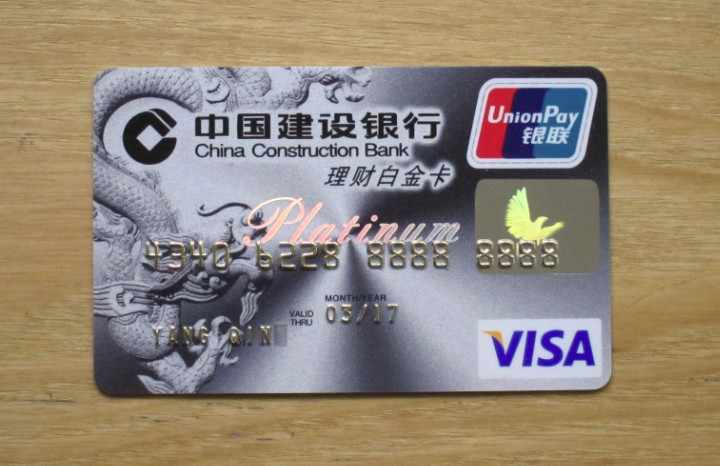 中国建设银行
China Construction Bank
UnionPay
银联
理财白金卡
Platinum
4340 6228 8888 8888
MONTH/YEAR
VALID THRU 03/17
YANG QIN
VISA